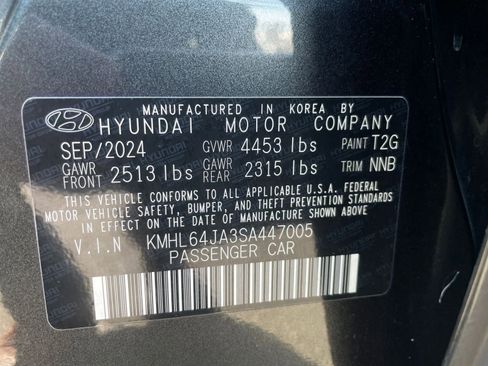 MANUFACTURED IN KOREA BY
HYUNDAI MOTOR COMPANY
SEP/2024 GVWR 4453 lbs PAINT T2G
GAWR FRONT 2513 lbs GAWR REAR 2315 lbs TRIM NNB
THIS VEHICLE CONFORMS TO ALL APPLICABLE U.S.A. FEDERAL
MOTOR VEHICLE SAFETY, BUMPER, AND THEFT PREVENTION STANDARDS
IN EFFECT ON THE DATE OF MANUFACTURE SHOWN ABOVE.
V.I.N KMHL64JA3SA447005
PASSENGER CAR